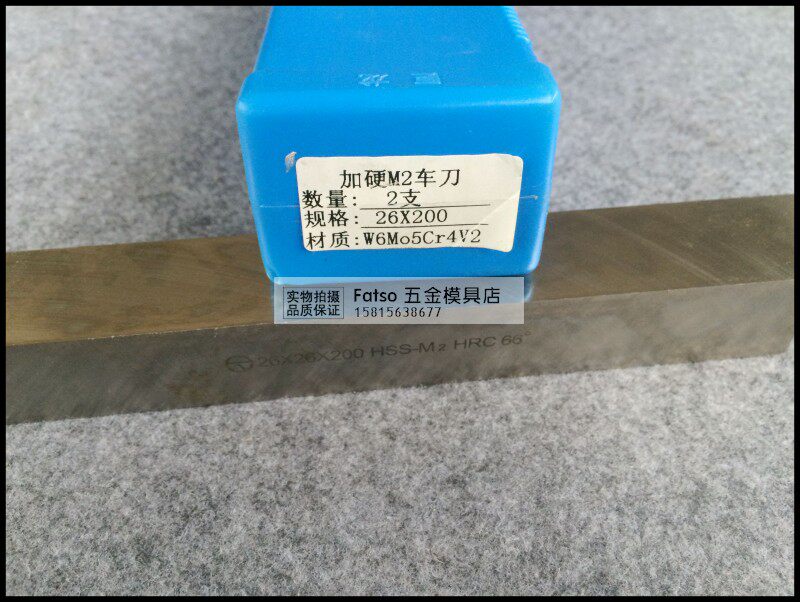 加硬M2车刀
数量: 2支
规格: 26X200
材质:W6Mo5Cr4V2
实物拍摄
品质保证
Fatso 五金模具店
15815638677
26X26X200 HSS-M2 HRC 66°